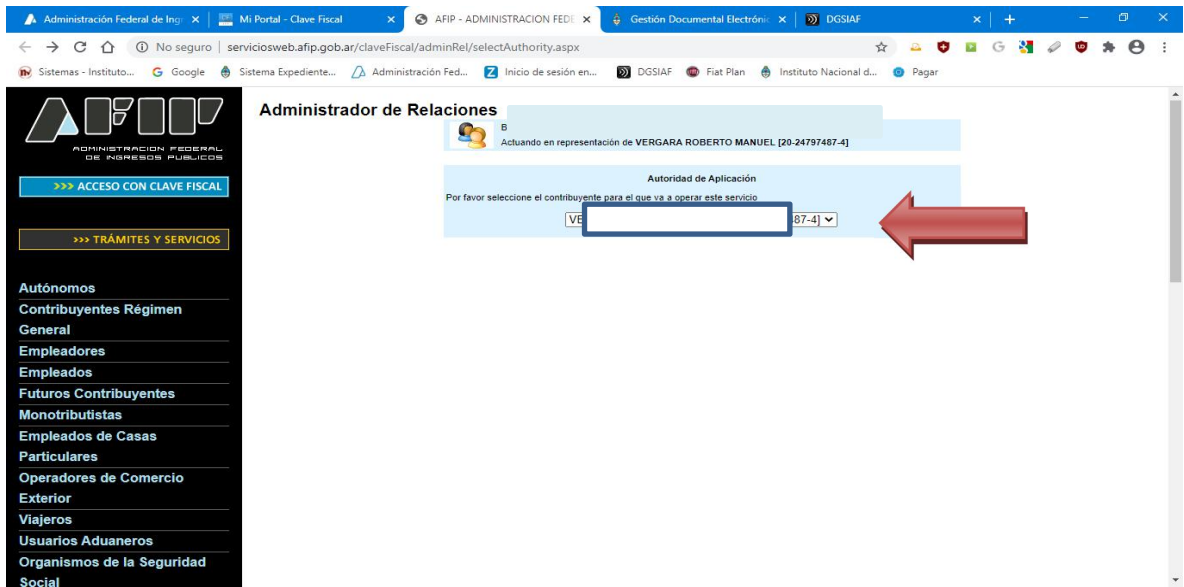 Administración Federal de Ingr
Mi Portal - Clave Fiscal
AFIP - ADMINISTRACION FEDE
Gestión Documental Electrónic
DGSIAF
No seguro
serviciosweb.afip.gob.ar/claveFiscal/adminRel/selectAuthority.aspx
Sistemas - Instituto...
Google
Sistema Expediente...
Administración Fed...
Inicio de sesión en...
DGSIAF
Fiat Plan
Instituto Nacional d...
Pagar
AFIP
ADMINISTRACION FEDERAL
DE INGRESOS PUBLICOS
>>> ACCESO CON CLAVE FISCAL
>>> TRÁMITES Y SERVICIOS
Autónomos
Contribuyentes Régimen
General
Empleadores
Empleados
Futuros Contribuyentes
Monotributistas
Empleados de Casas
Particulares
Operadores de Comercio
Exterior
Viajeros
Usuarios Aduaneros
Organismos de la Seguridad
Social
Administrador de Relaciones
B
Actuando en representación de VERGARA ROBERTO MANUEL [20-24797487-4]
Autoridad de Aplicación
Por favor seleccione el contribuyente para el que va a operar este servicio
VE
87-4]